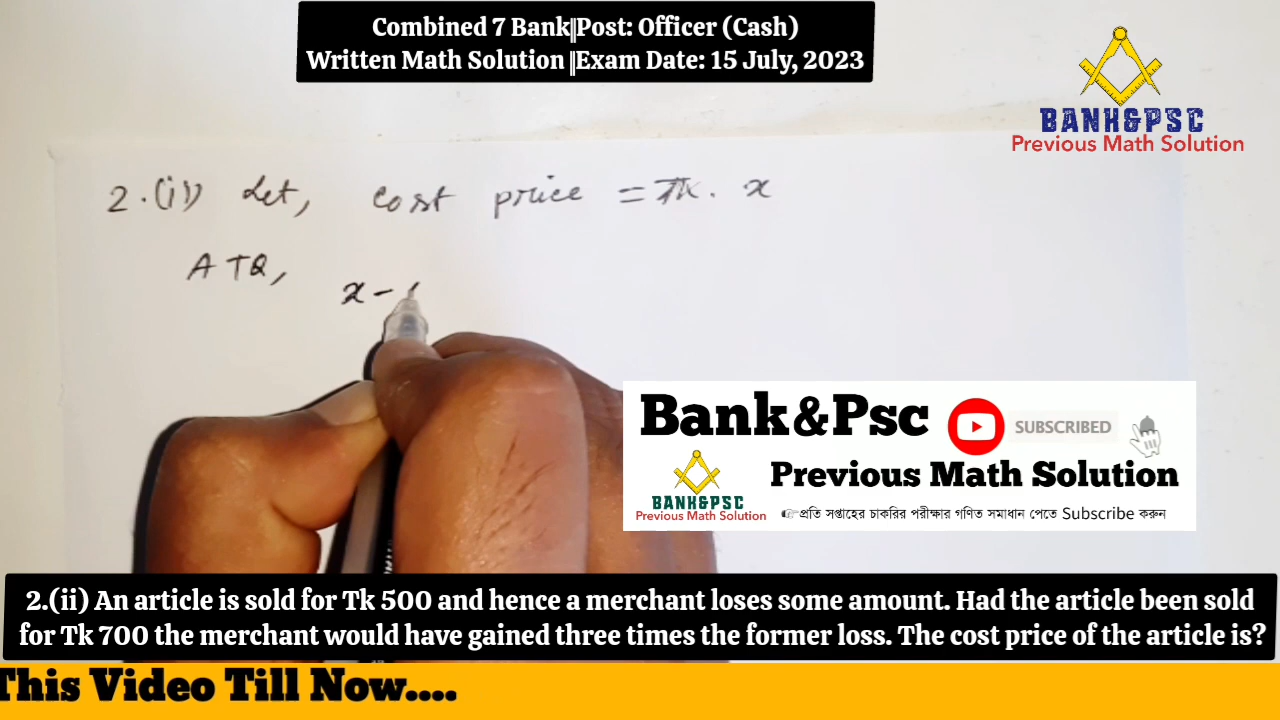 Combined 7 Bank||Post: Officer (Cash)
Written Math Solution ||Exam Date: 15 July, 2023
BANK&PSC
Previous Math Solution
2.(ii) Let, cost price = Tk. x
ATQ,
x -
Bank&Psc
SUBSCRIBED
BANK&PSC
Previous Math Solution
Previous Math Solution
👉প্রতি সপ্তাহের চাকরির পরীক্ষার গণিত সমাধান পেতে Subscribe করুন
2.(ii) An article is sold for Tk 500 and hence a merchant loses some amount. Had the article been sold
for Tk 700 the merchant would have gained three times the former loss. The cost price of the article is?
This Video Till Now....